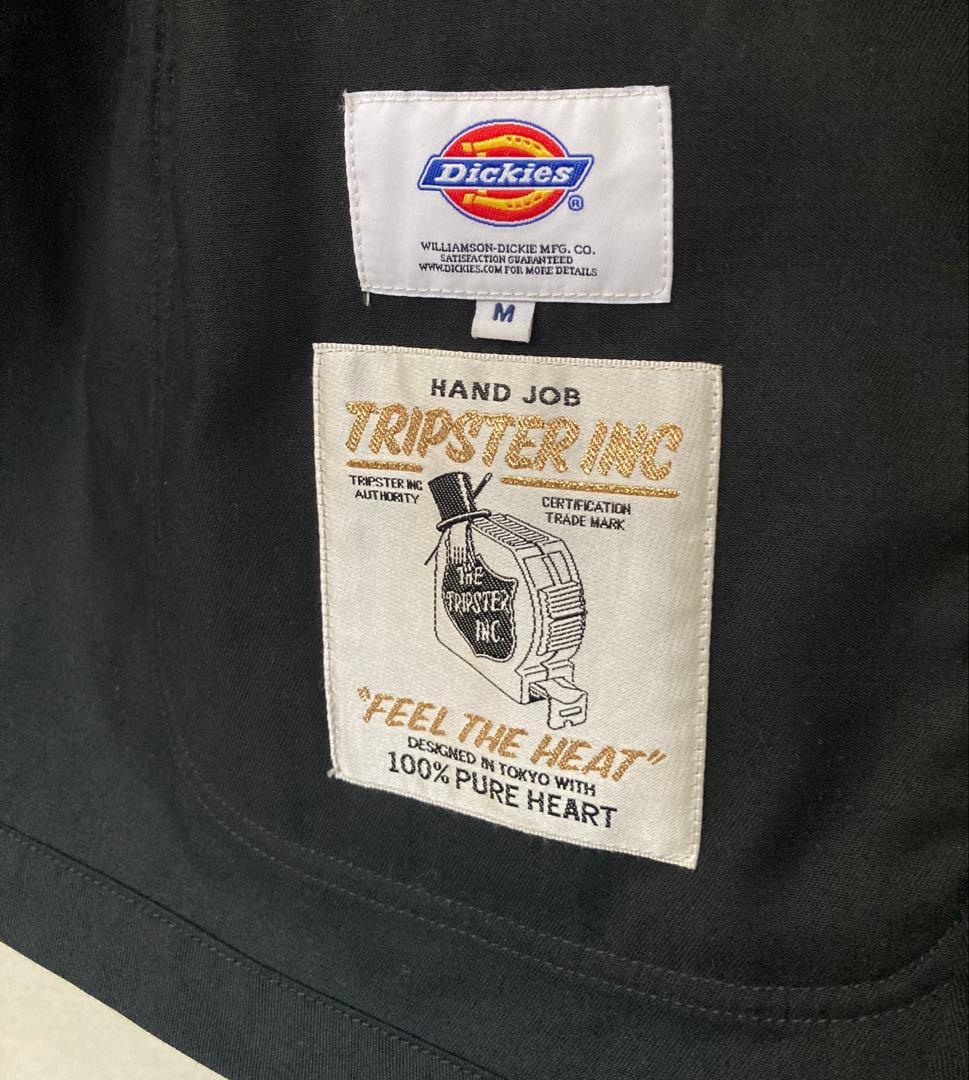 Dickies®
WILLIAMSON-DICKIE MFG. CO.
SATISFACTION GUARANTEED
WWW.DICKIES.COM FOR MORE DETAILS
M
HAND JOB
TRIPSTER INC
TRIPSTER INC
AUTHORITY
CERTIFICATION
TRADE MARK
THE
TRIPSTER
INC.
"FEEL THE HEAT"
DESIGNED IN TOKYO WITH
100% PURE HEART